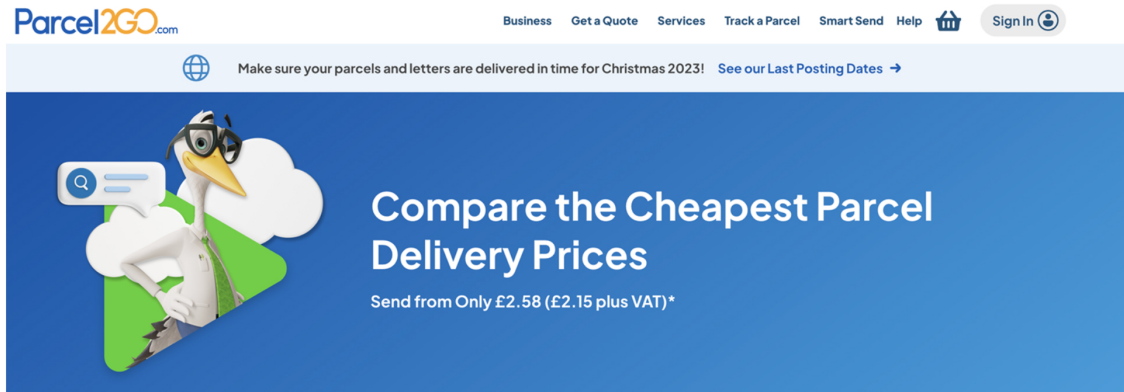 Parcel2GO.com
Business Get a Quote Services Track a Parcel Smart Send Help Sign In
Make sure your parcels and letters are delivered in time for Christmas 2023! See our Last Posting Dates →
Compare the Cheapest Parcel
Delivery Prices
Send from Only £2.58 (£2.15 plus VAT)*